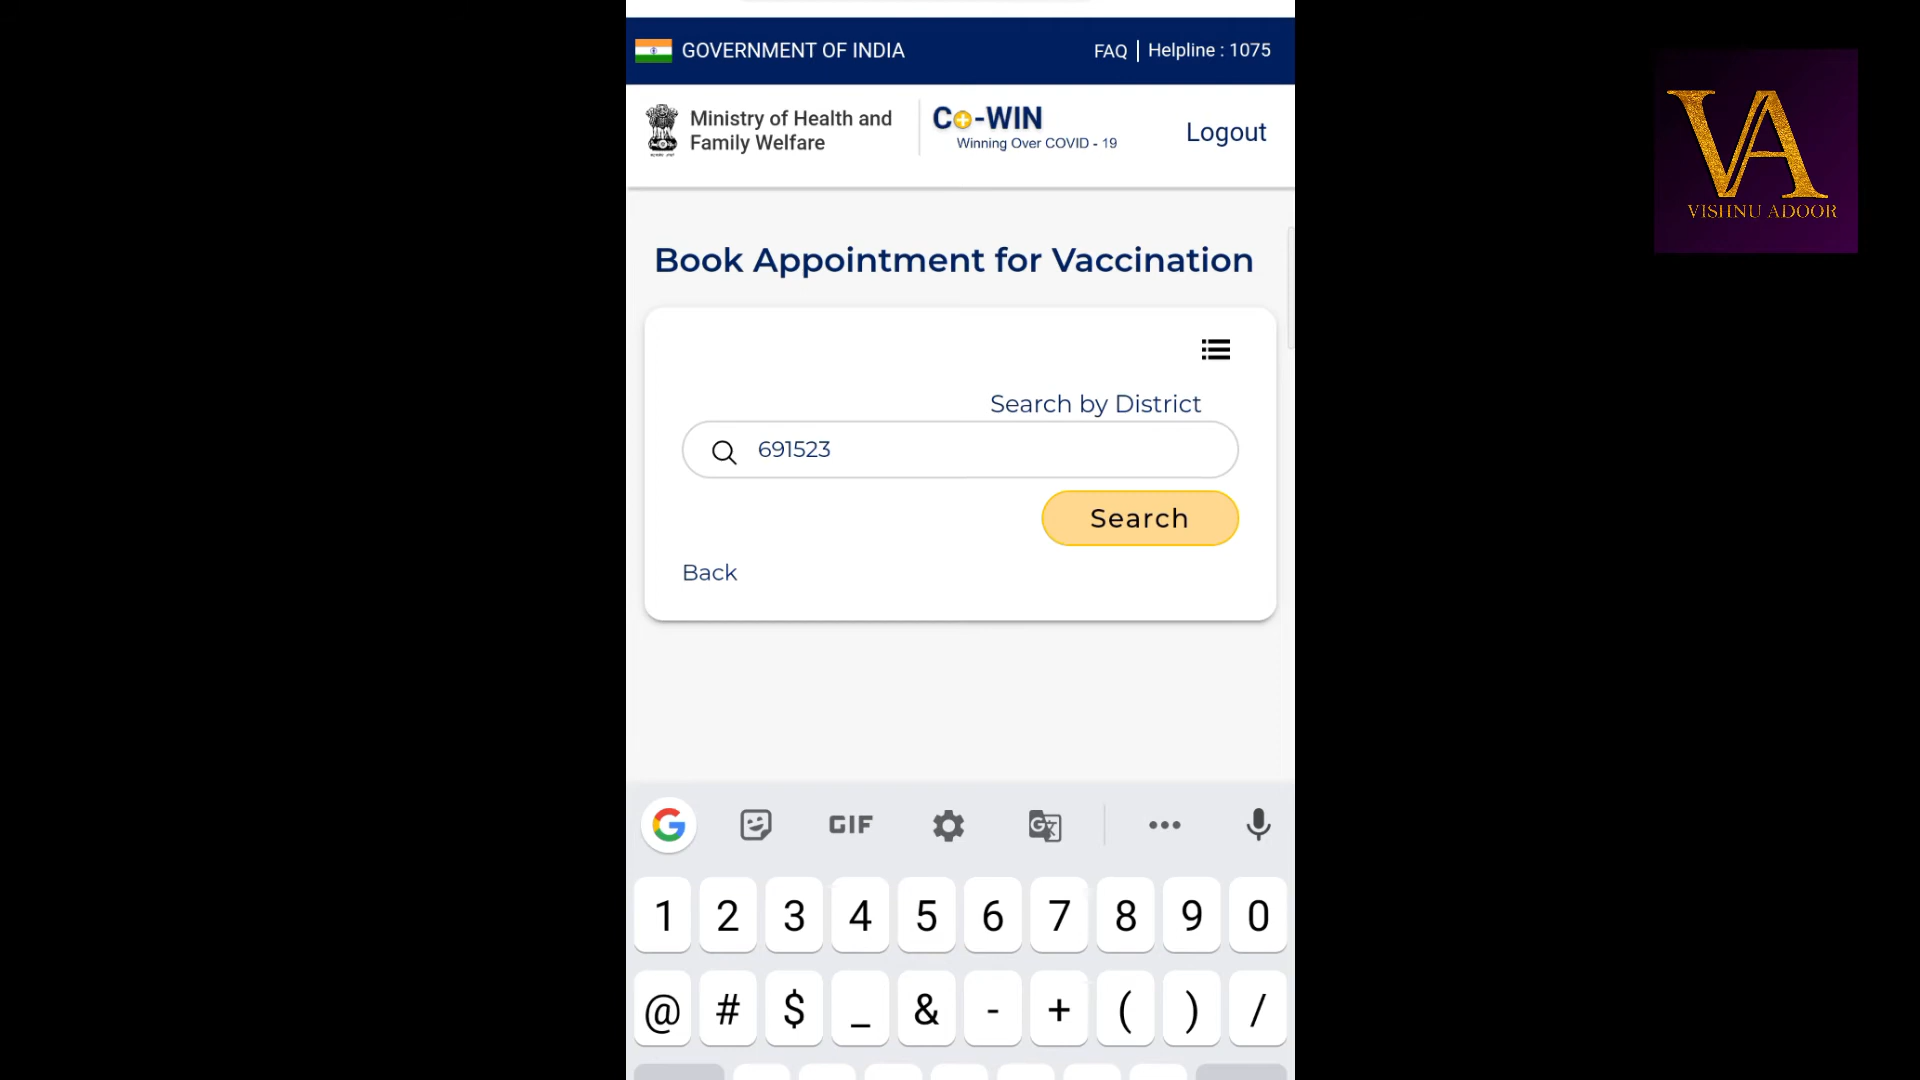 GOVERNMENT OF INDIA
FAQ | Helpline : 1075
Ministry of Health and
Family Welfare
Co-WIN
Winning Over COVID - 19
Logout
VA
VISHNU ADOOR
Book Appointment for Vaccination
Search by District
691523
Search
Back
G GIF G
1 2 3 4 5 6 7 8 9 0
@ # $ _ & - + ( ) /